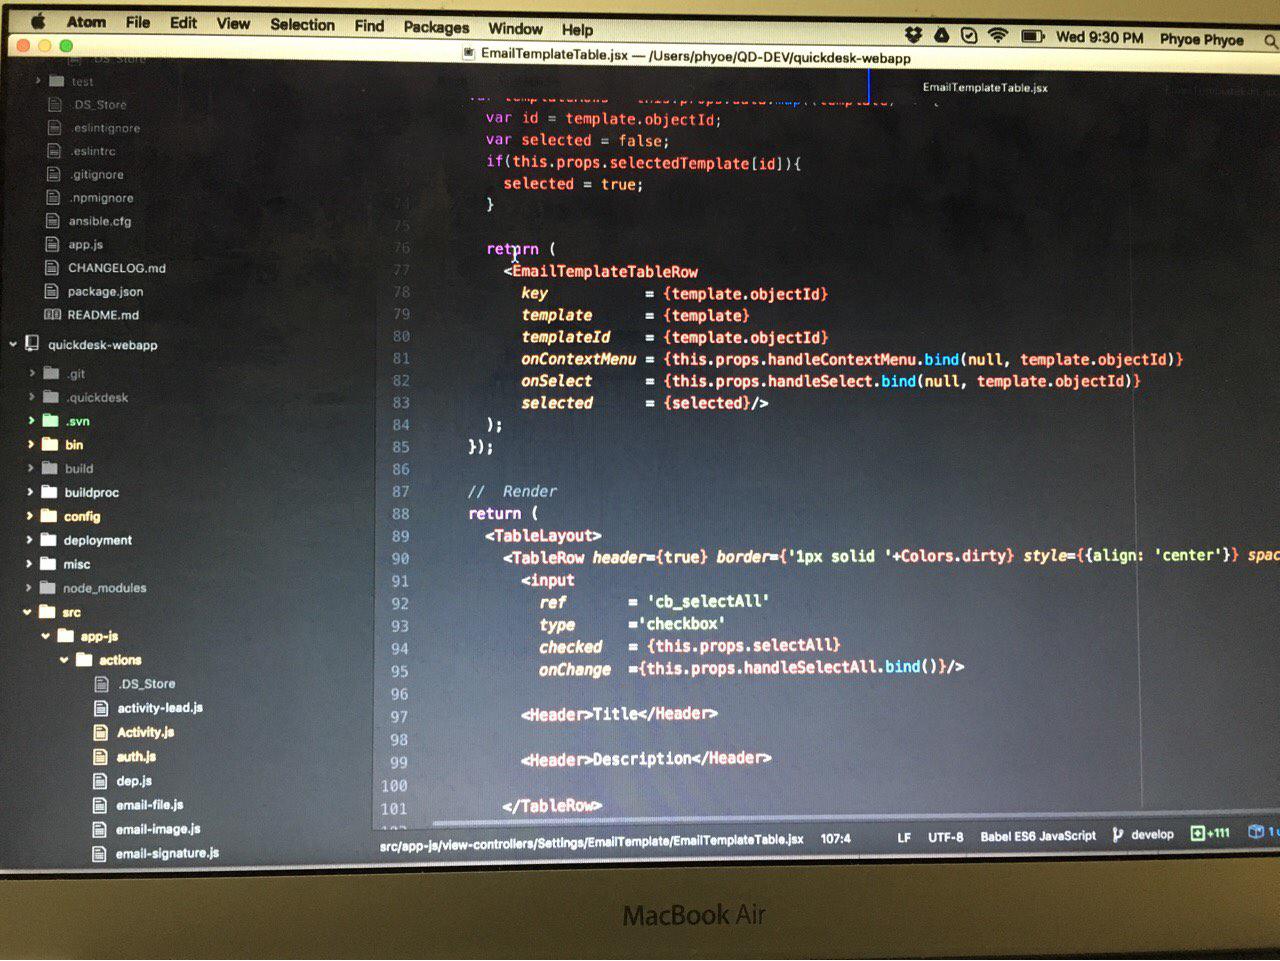 Atom File Edit View Selection Find Packages Window Help Wed 9:30 PM Phyoe Phyoe
EmailTemplateTable.jsx — /Users/phyoe/QD-DEV/quickdesk-webapp
.DS_Store
test
.DS_Store
.eslintignore
.eslintrc
.gitignore
.npmignore
ansible.cfg
app.js
CHANGELOG.md
package.json
README.md
quickdesk-webapp
.git
.quickdesk
.svn
bin
build
buildproc
config
deployment
misc
node_modules
src
app-js
actions
.DS_Store
activity-lead.js
Activity.js
auth.js
dep.js
email-file.js
email-image.js
email-signature.js
EmailTemplateTable.jsx
var id = template.objectId;
var selected = false;
if(this.props.selectedTemplate[id]){
selected = true;
74 }
75
76 return (
77 <EmailTemplateTableRow
78 key = {template.objectId}
79 template = {template}
80 templateId = {template.objectId}
81 onContextMenu = {this.props.handleContextMenu.bind(null, template.objectId)}
82 onSelect = {this.props.handleSelect.bind(null, template.objectId)}
83 selected = {selected}/>
84 );
85 });
86
87 // Render
88 return (
89 <TableLayout>
90 <TableRow header={true} border={'1px solid '+Colors.dirty} style={{align: 'center'}} spac
91 <input
92 ref = 'cb_selectAll'
93 type ='checkbox'
94 checked = {this.props.selectAll}
95 onChange ={this.props.handleSelectAll.bind()}/>
96
97 <Header>Title</Header>
98
99 <Header>Description</Header>
100
101 </TableRow>
src/app-js/view-controllers/Settings/EmailTemplate/EmailTemplateTable.jsx 107:4 LF UTF-8 Babel ES6 JavaScript develop +111
MacBook Air